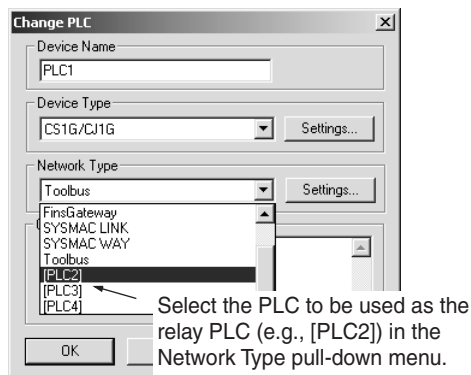 Change PLC
Device Name
PLC1
Device Type
CS1G/CJ1G
Settings...
Network Type
Toolbus
Settings...
FinsGateway
SYSMAC LINK
SYSMAC WAY
Toolbus
[PLC2]
[PLC3]
[PLC4]
Select the PLC to be used as the
relay PLC (e.g., [PLC2]) in the
Network Type pull-down menu.
OK